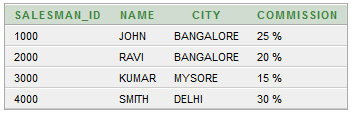 SALESMAN_ID NAME CITY COMMISSION
1000 JOHN BANGALORE 25 %
2000 RAVI BANGALORE 20 %
3000 KUMAR MYSORE 15 %
4000 SMITH DELHI 30 %